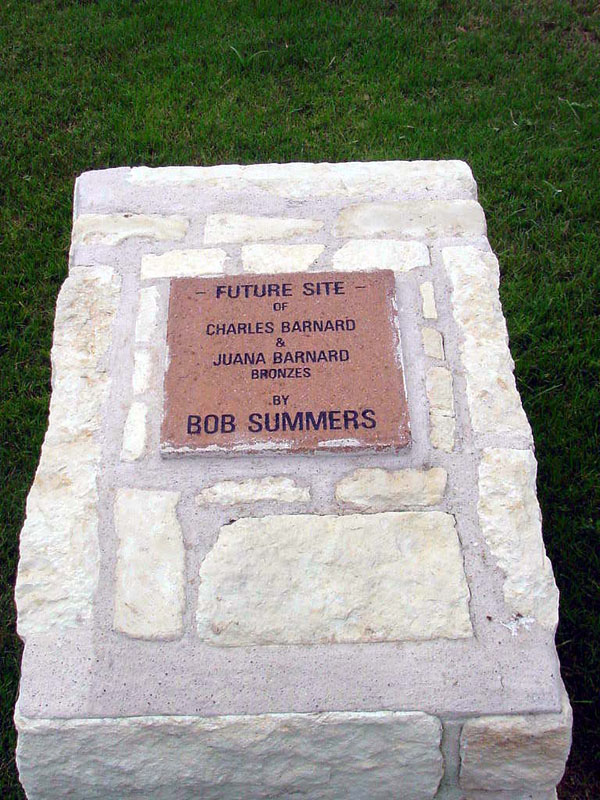 - FUTURE SITE -
OF
CHARLES BARNARD
&
JUANA BARNARD
BRONZES
BY
BOB SUMMERS